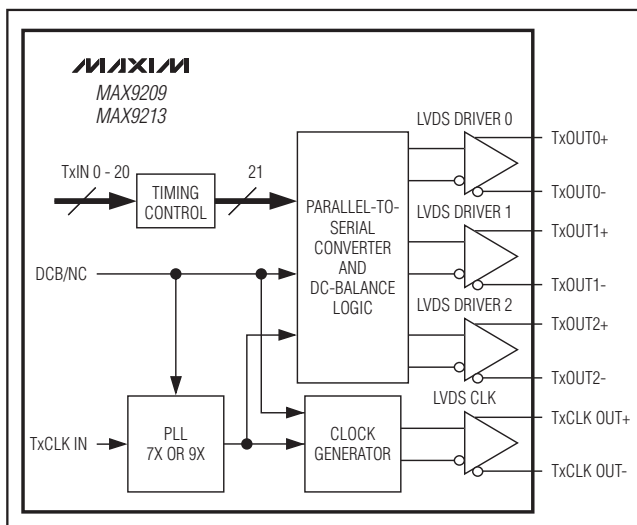 MAXIM
MAX9209
MAX9213
TxIN 0 - 20
TIMING
CONTROL
21
PARALLEL-TO-
SERIAL
CONVERTER
AND
DC-BALANCE
LOGIC
LVDS DRIVER 0
TxOUT0+
TxOUT0-
LVDS DRIVER 1
TxOUT1+
TxOUT1-
DCB/NC
LVDS DRIVER 2
TxOUT2+
TxOUT2-
TxCLK IN
PLL
7X OR 9X
CLOCK
GENERATOR
LVDS CLK
TxCLK OUT+
TxCLK OUT-